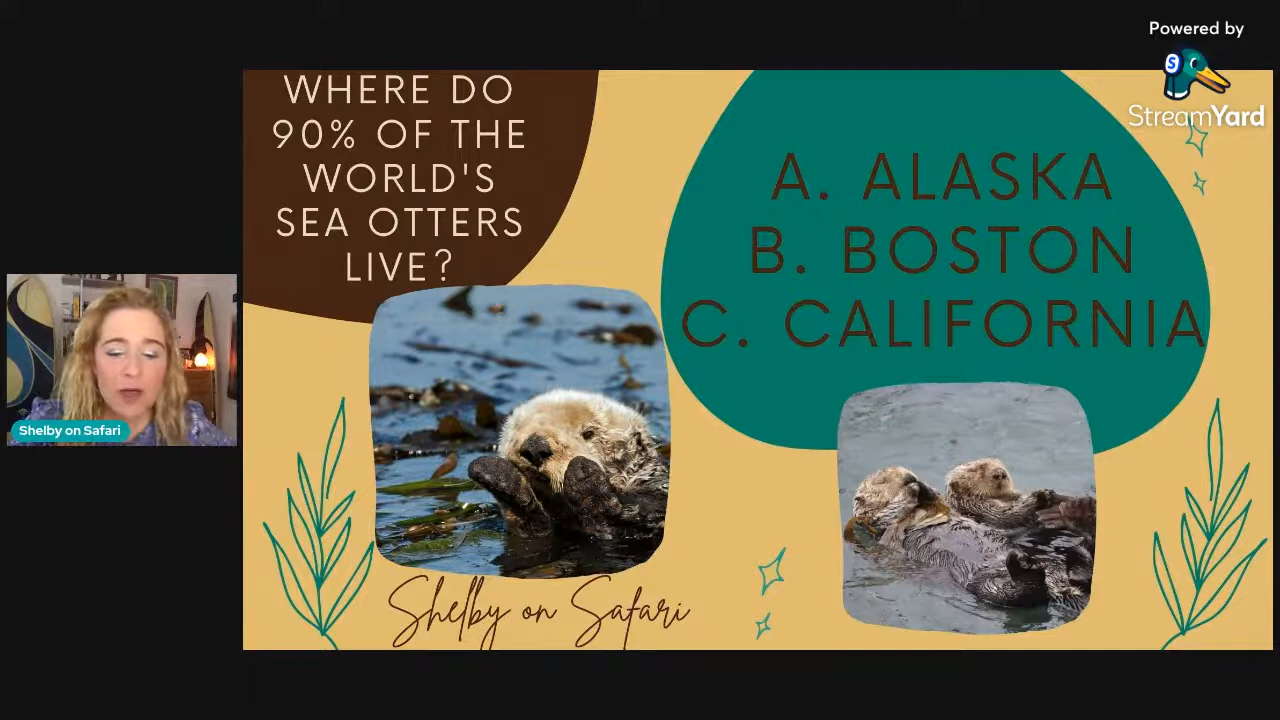 Powered by
S
StreamYard
WHERE DO
90% OF THE
WORLD'S
SEA OTTERS
LIVE?
A. ALASKA
B. BOSTON
C. CALIFORNIA
Shelby on Safari
Shelby on Safari